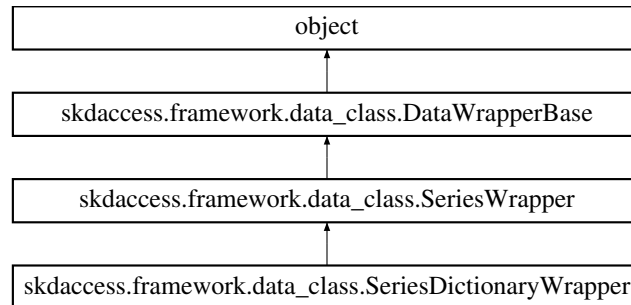 object
skdaccess.framework.data_class.DataWrapperBase
skdaccess.framework.data_class.SeriesWrapper
skdaccess.framework.data_class.SeriesDictionaryWrapper